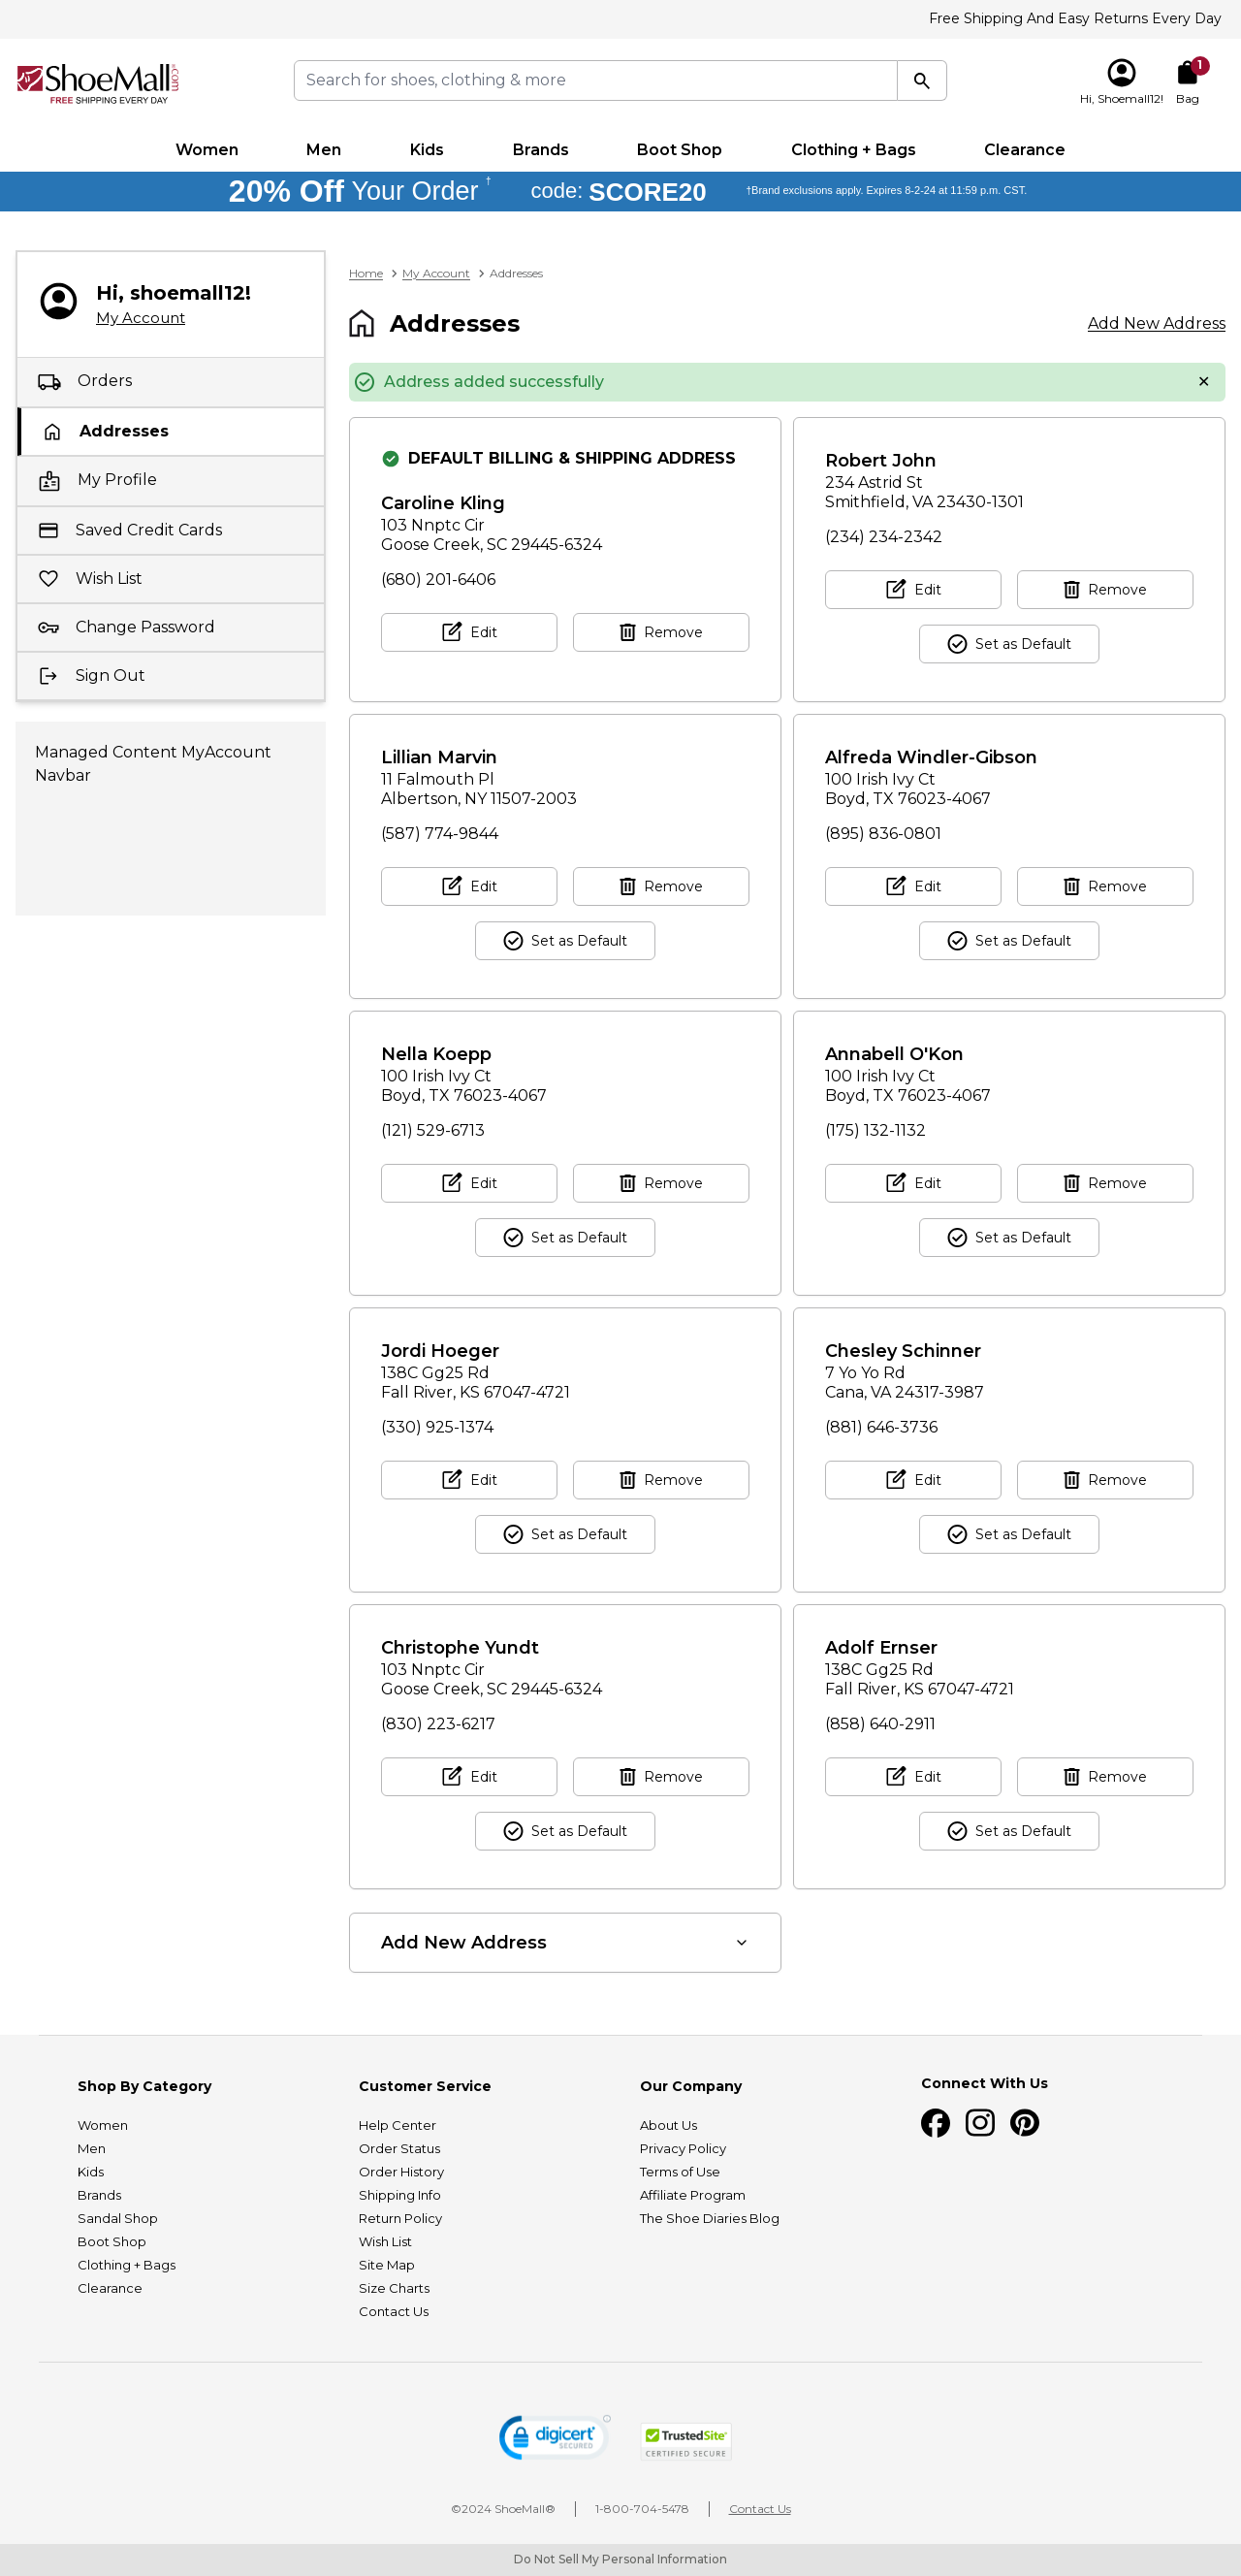 Free Shipping And Easy Returns Every Day
ShoeMall.com
FREE SHIPPING EVERY DAY
Search for shoes, clothing & more
1
Hi, Shoemall12!
Bag
Women Men Kids Brands Boot Shop Clothing + Bags Clearance
20% Off Your Order † code: SCORE20 †Brand exclusions apply. Expires 8-2-24 at 11:59 p.m. CST.
Hi, shoemall12!
My Account
Orders
Addresses
My Profile
Saved Credit Cards
Wish List
Change Password
Sign Out
Managed Content MyAccount
Navbar
Home > My Account > Addresses
Addresses
Add New Address
Address added successfully
DEFAULT BILLING & SHIPPING ADDRESS
Caroline Kling
103 Nnptc Cir
Goose Creek, SC 29445-6324
(680) 201-6406
Edit Remove
Robert John
234 Astrid St
Smithfield, VA 23430-1301
(234) 234-2342
Edit Remove
Set as Default
Lillian Marvin
11 Falmouth Pl
Albertson, NY 11507-2003
(587) 774-9844
Edit Remove
Set as Default
Alfreda Windler-Gibson
100 Irish Ivy Ct
Boyd, TX 76023-4067
(895) 836-0801
Edit Remove
Set as Default
Nella Koepp
100 Irish Ivy Ct
Boyd, TX 76023-4067
(121) 529-6713
Edit Remove
Set as Default
Annabell O'Kon
100 Irish Ivy Ct
Boyd, TX 76023-4067
(175) 132-1132
Edit Remove
Set as Default
Jordi Hoeger
138C Gg25 Rd
Fall River, KS 67047-4721
(330) 925-1374
Edit Remove
Set as Default
Chesley Schinner
7 Yo Yo Rd
Cana, VA 24317-3987
(881) 646-3736
Edit Remove
Set as Default
Christophe Yundt
103 Nnptc Cir
Goose Creek, SC 29445-6324
(830) 223-6217
Edit Remove
Set as Default
Adolf Ernser
138C Gg25 Rd
Fall River, KS 67047-4721
(858) 640-2911
Edit Remove
Set as Default
Add New Address
Shop By Category
Women
Men
Kids
Brands
Sandal Shop
Boot Shop
Clothing + Bags
Clearance
Customer Service
Help Center
Order Status
Order History
Shipping Info
Return Policy
Wish List
Site Map
Size Charts
Contact Us
Our Company
About Us
Privacy Policy
Terms of Use
Affiliate Program
The Shoe Diaries Blog
Connect With Us
digicert
SECURED
TrustedSite
CERTIFIED SECURE
©2024 ShoeMall® | 1-800-704-5478 | Contact Us
Do Not Sell My Personal Information